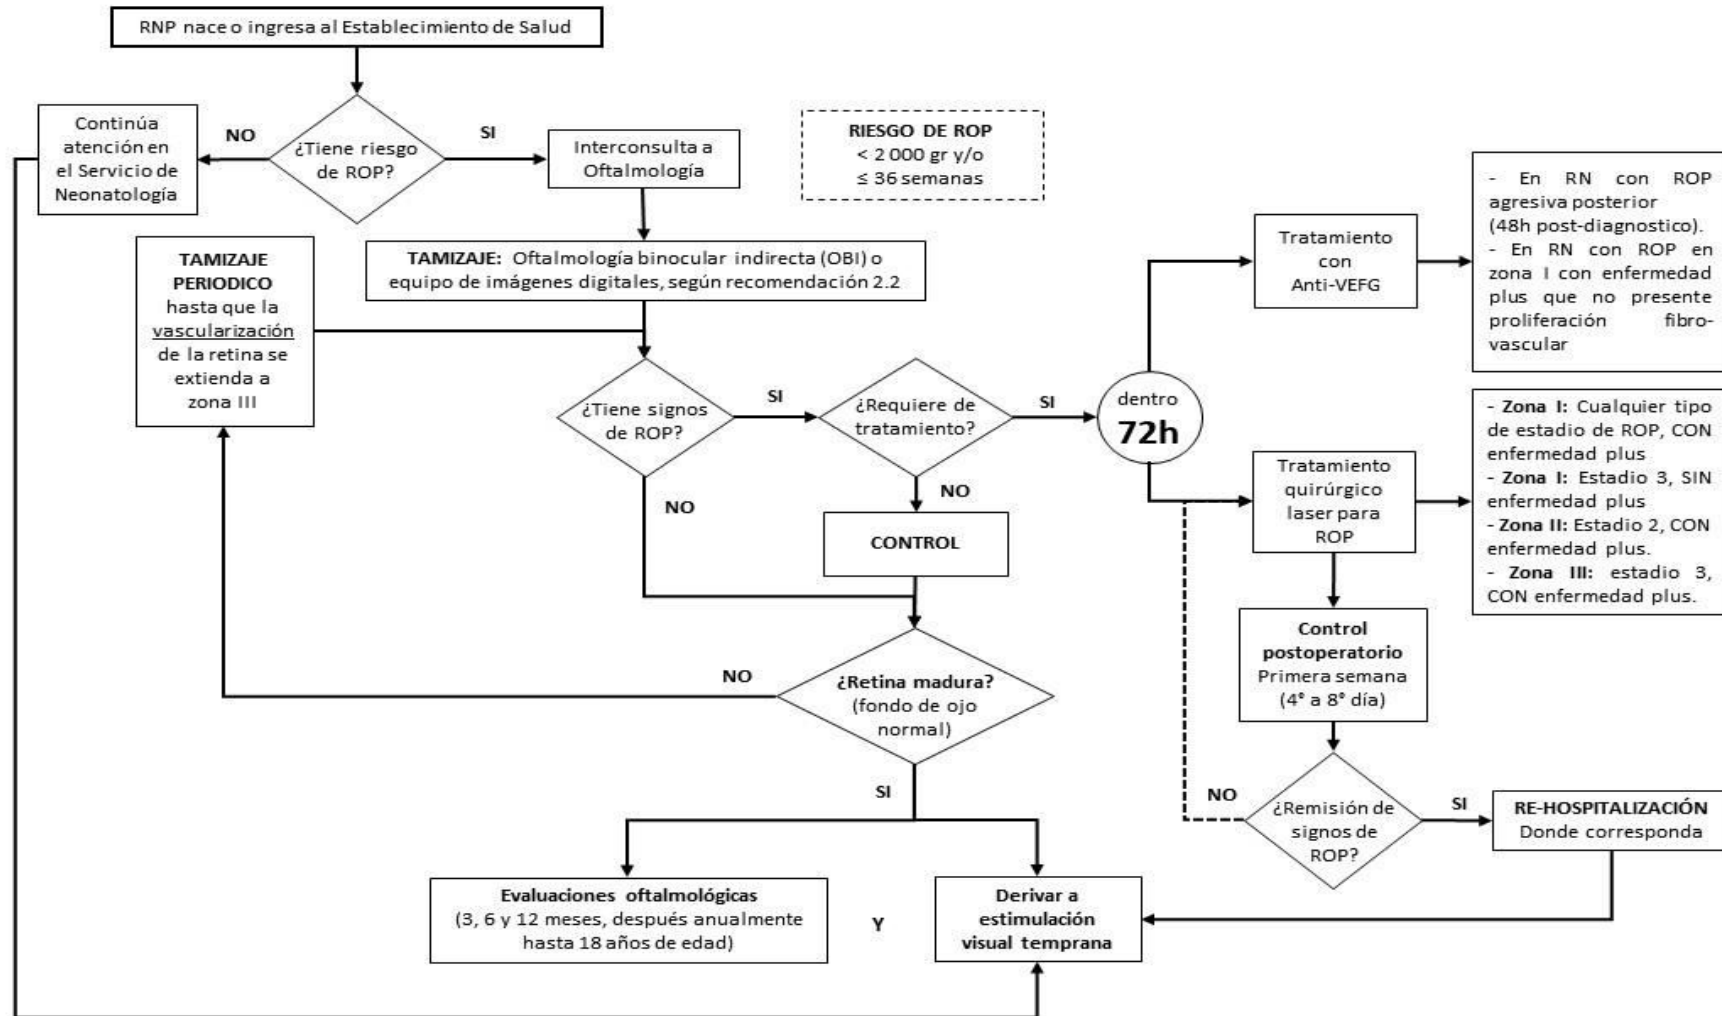 RNP nace o ingresa al Establecimiento de Salud
Continúa
atención en
el Servicio de
Neonatología
NO
¿Tiene riesgo
de ROP?
SI
Interconsulta a
Oftalmología
RIESGO DE ROP
< 2 000 gr y/o
≤ 36 semanas
TAMIZAJE: Oftalmología binocular indirecta (OBI) o
equipo de imágenes digitales, según recomendación 2.2
TAMIZAJE
PERIODICO
hasta que la
vascularización
de la retina se
extienda a
zona III
¿Tiene signos
de ROP?
SI
¿Requiere de
tratamiento?
SI
dentro
72h
NO
NO
CONTROL
Tratamiento
con
Anti-VEFG
- En RN con ROP
agresiva posterior
(48h post-diagnostico).
- En RN con ROP en
zona I con enfermedad
plus que no presente
proliferación fibro-
vascular
Tratamiento
quirúrgico
laser para
ROP
- Zona I: Cualquier tipo
de estadio de ROP, CON
enfermedad plus
- Zona I: Estadio 3, SIN
enfermedad plus
- Zona II: Estadio 2, CON
enfermedad plus.
- Zona III: estadio 3,
CON enfermedad plus.
Control
postoperatorio
Primera semana
(4° a 8° día)
NO
¿Retina madura?
(fondo de ojo
normal)
SI
NO
¿Remisión de
signos de
ROP?
SI
RE-HOSPITALIZACIÓN
Donde corresponda
Evaluaciones oftalmológicas
(3, 6 y 12 meses, después anualmente
hasta 18 años de edad)
Y
Derivar a
estimulación
visual temprana